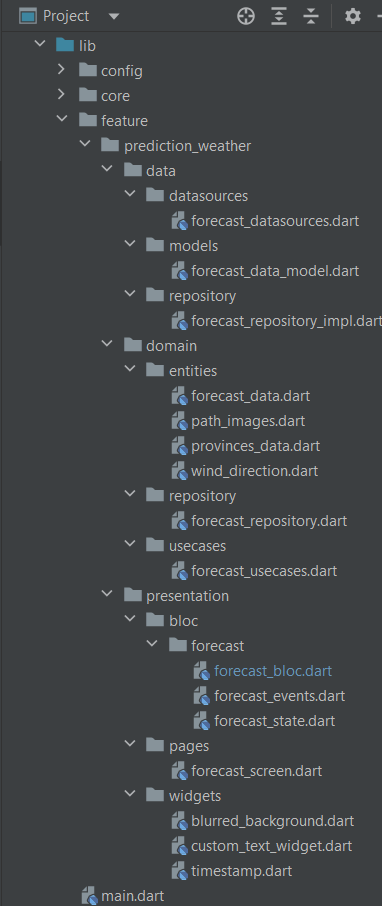 Project
lib
config
core
feature
prediction_weather
data
datasources
forecast_datasources.dart
models
forecast_data_model.dart
repository
forecast_repository_impl.dart
domain
entities
forecast_data.dart
path_images.dart
provinces_data.dart
wind_direction.dart
repository
forecast_repository.dart
usecases
forecast_usecases.dart
presentation
bloc
forecast
forecast_bloc.dart
forecast_events.dart
forecast_state.dart
pages
forecast_screen.dart
widgets
blurred_background.dart
custom_text_widget.dart
timestamp.dart
main.dart